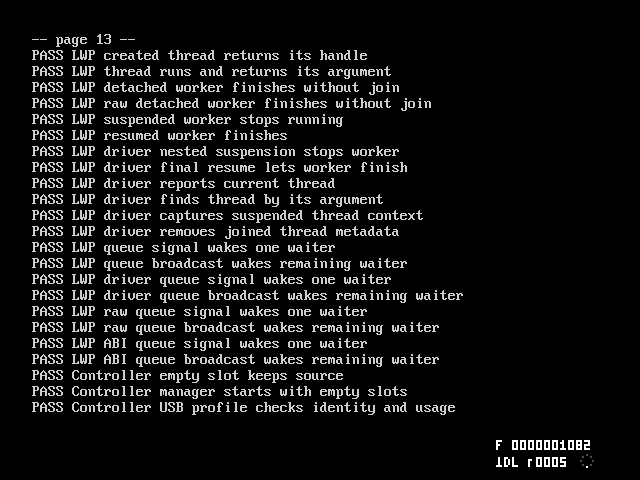 -- page 13 --
PASS LWP created thread returns its handle
PASS LWP thread runs and returns its argument
PASS LWP detached worker finishes without join
PASS LWP raw detached worker finishes without join
PASS LWP suspended worker stops running
PASS LWP resumed worker finishes
PASS LWP driver nested suspension stops worker
PASS LWP driver final resume lets worker finish
PASS LWP driver reports current thread
PASS LWP driver finds thread by its argument
PASS LWP driver captures suspended thread context
PASS LWP driver removes joined thread metadata
PASS LWP queue signal wakes one waiter
PASS LWP queue broadcast wakes remaining waiter
PASS LWP driver queue signal wakes one waiter
PASS LWP driver queue broadcast wakes remaining waiter
PASS LWP raw queue signal wakes one waiter
PASS LWP raw queue broadcast wakes remaining waiter
PASS LWP ABI queue signal wakes one waiter
PASS LWP ABI queue broadcast wakes remaining waiter
PASS Controller empty slot keeps source
PASS Controller manager starts with empty slots
PASS Controller USB profile checks identity and usage
F 0000001082
IDL r0005